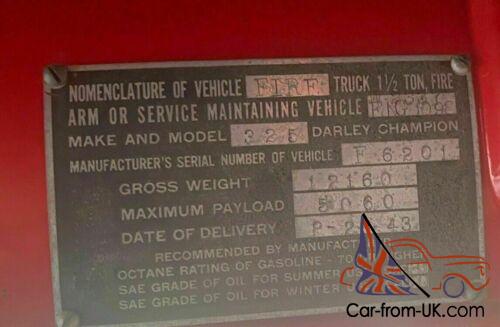 NOMENCLATURE OF VEHICLE FIRE TRUCK 1½ TON, FIRE
ARM OR SERVICE MAINTAINING VEHICLE
MAKE AND MODEL 325 DARLEY CHAMPION
MANUFACTURER'S SERIAL NUMBER OF VEHICLE F 6201
GROSS WEIGHT 12160
MAXIMUM PAYLOAD 5060
DATE OF DELIVERY 43
RECOMMENDED BY
OCTANE RATING OF GASOLINE
SAE GRADE OF OIL FOR SUMMER
SAE GRADE OF OIL FOR WINTER
Car-from-UK.com